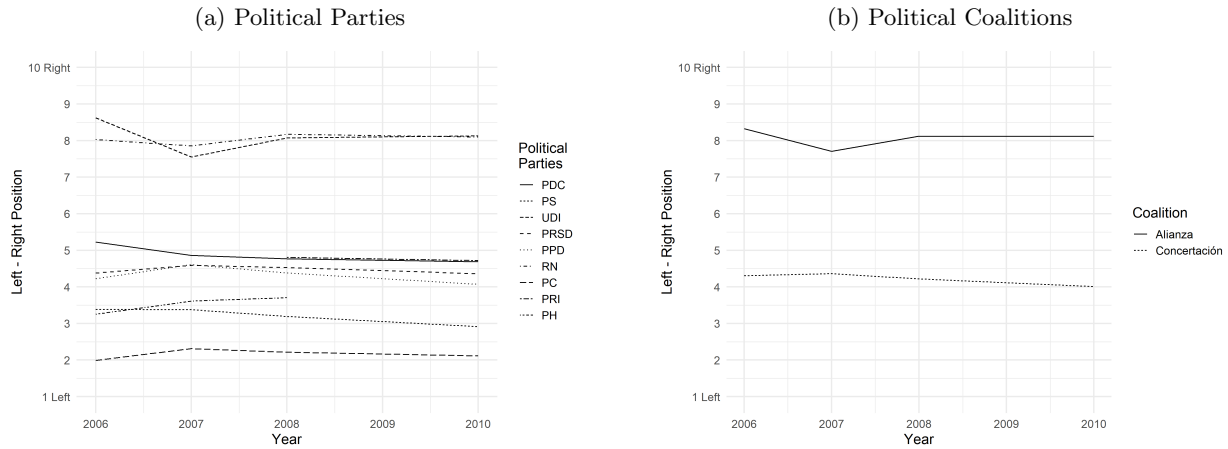 (a) Political Parties
10 Right
9
8
7
6
5
4
3
2
1 Left
Left - Right Position
2006 2007 2008 2009 2010
Year
Political
Parties
PDC
PS
UDI
PRSD
PPD
RN
PC
PRI
PH
(b) Political Coalitions
10 Right
9
8
7
6
5
4
3
2
1 Left
Left - Right Position
2006 2007 2008 2009 2010
Year
Coalition
Alianza
Concertación